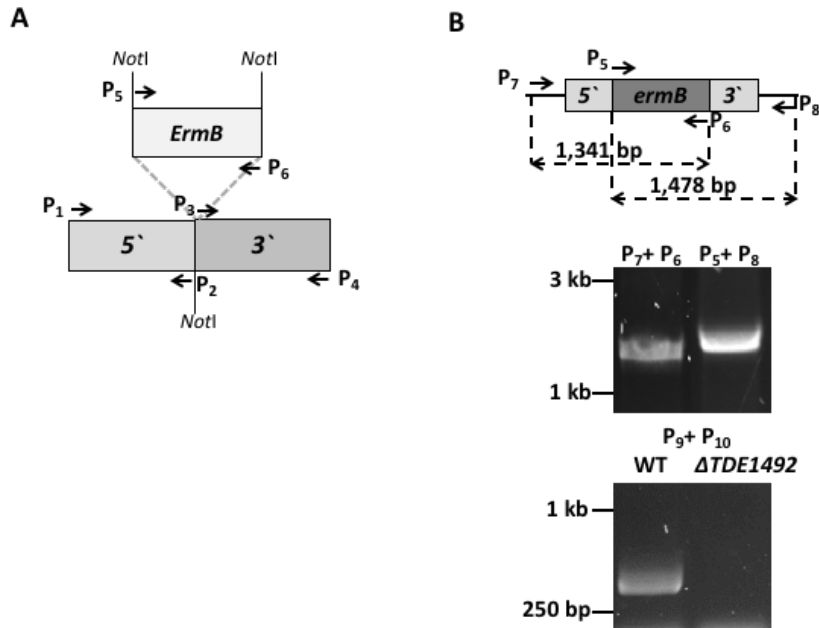 A
NotI NotI
P5
ErmB
P6
P1 P3
5` 3`
P2 P4
NotI
B
P5
P7 5` ermB 3` P8
P6
1,341 bp
1,478 bp
P7+ P6 P5+ P8
3 kb
1 kb
P9+ P10
WT ΔTDE1492
1 kb
250 bp